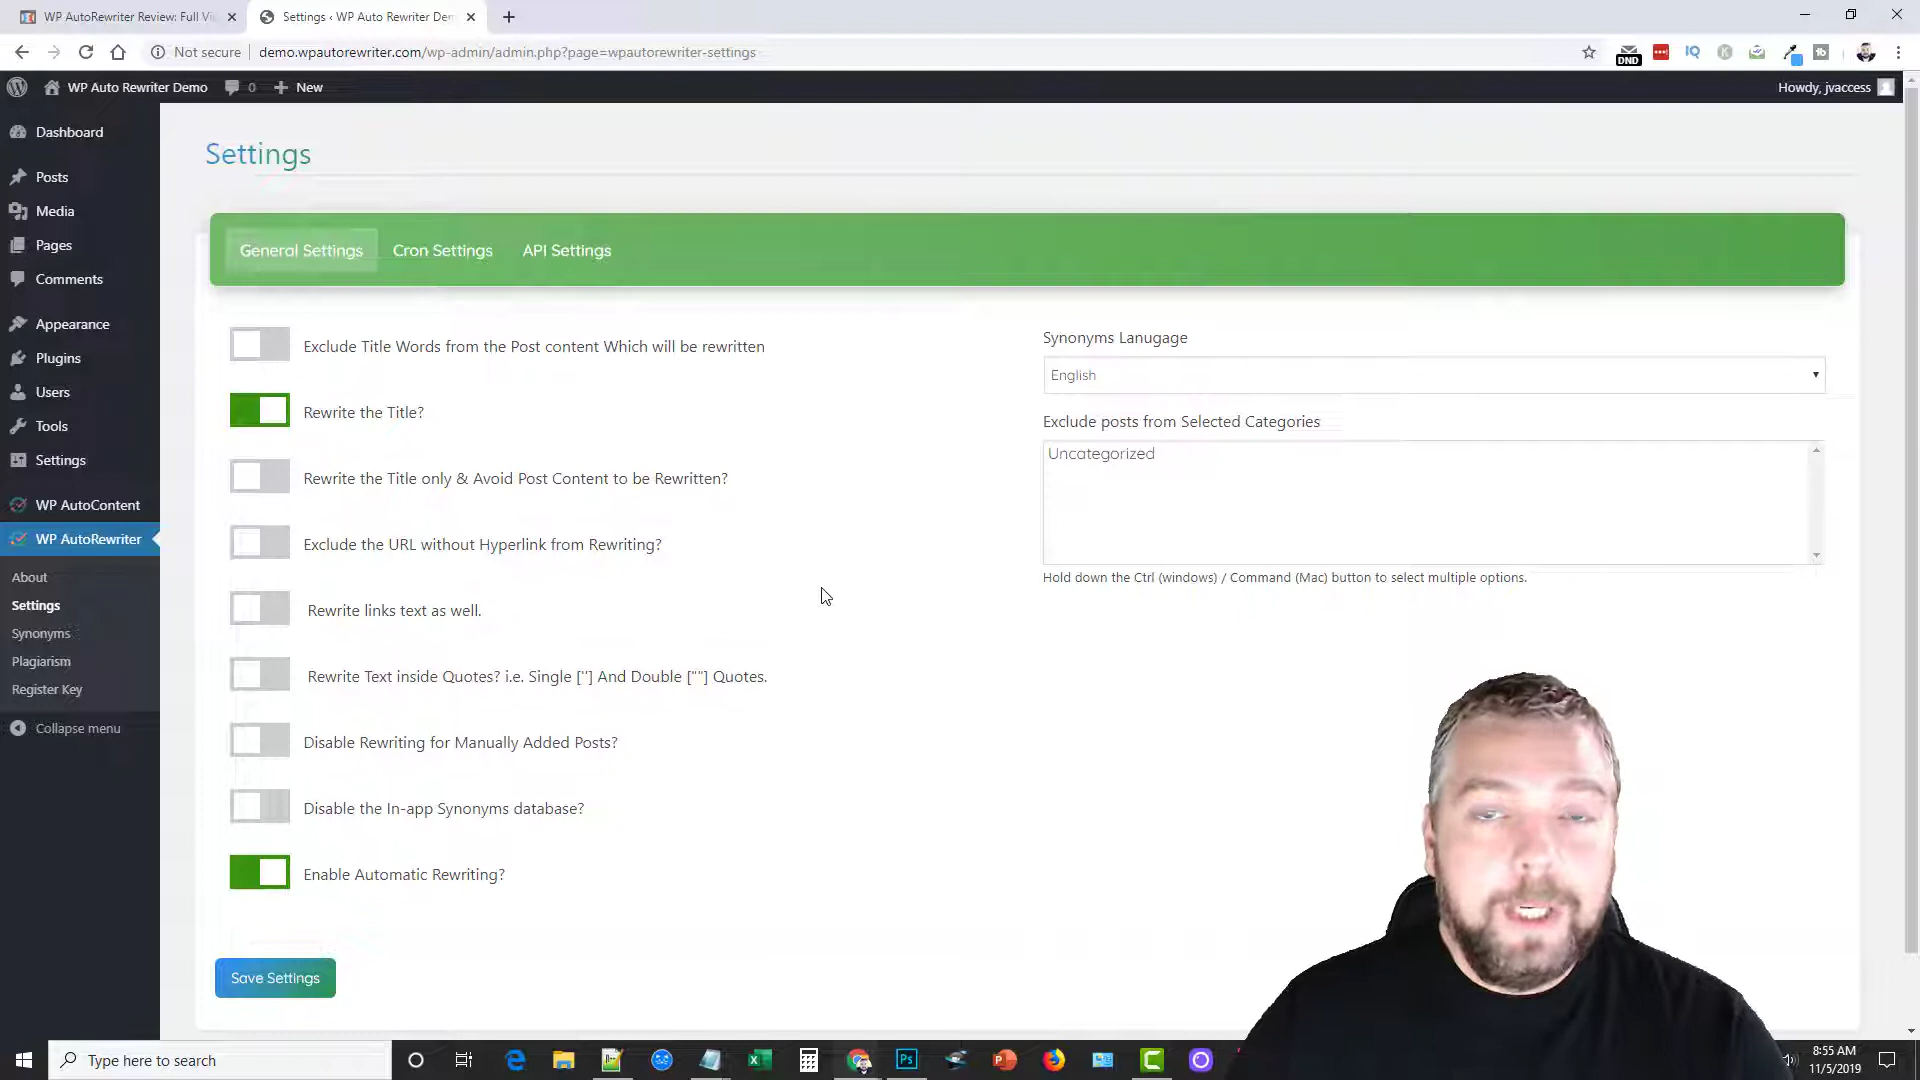 WP AutoRewriter Review: Full Vi
Settings ‹ WP Auto Rewriter Dem
Not secure
demo.wpautorewriter.com/wp-admin/admin.php?page=wpautorewriter-settings
DND
IQ
K
tb
WP Auto Rewriter Demo
0
New
Howdy, jvaccess
Dashboard
Posts
Media
Pages
Comments
Appearance
Plugins
Users
Tools
Settings
WP AutoContent
WP AutoRewriter
About
Settings
Synonyms
Plagiarism
Register Key
Collapse menu
Settings
General Settings
Cron Settings
API Settings
Exclude Title Words from the Post content Which will be rewritten
Rewrite the Title?
Rewrite the Title only & Avoid Post Content to be Rewritten?
Exclude the URL without Hyperlink from Rewriting?
Rewrite links text as well.
Rewrite Text inside Quotes? i.e. Single [''] And Double [""] Quotes.
Disable Rewriting for Manually Added Posts?
Disable the In-app Synonyms database?
Enable Automatic Rewriting?
Save Settings
Synonyms Lanugage
English
Exclude posts from Selected Categories
Uncategorized
Hold down the Ctrl (windows) / Command (Mac) button to select multiple options.
Type here to search
Ps
8:55 AM
11/5/2019